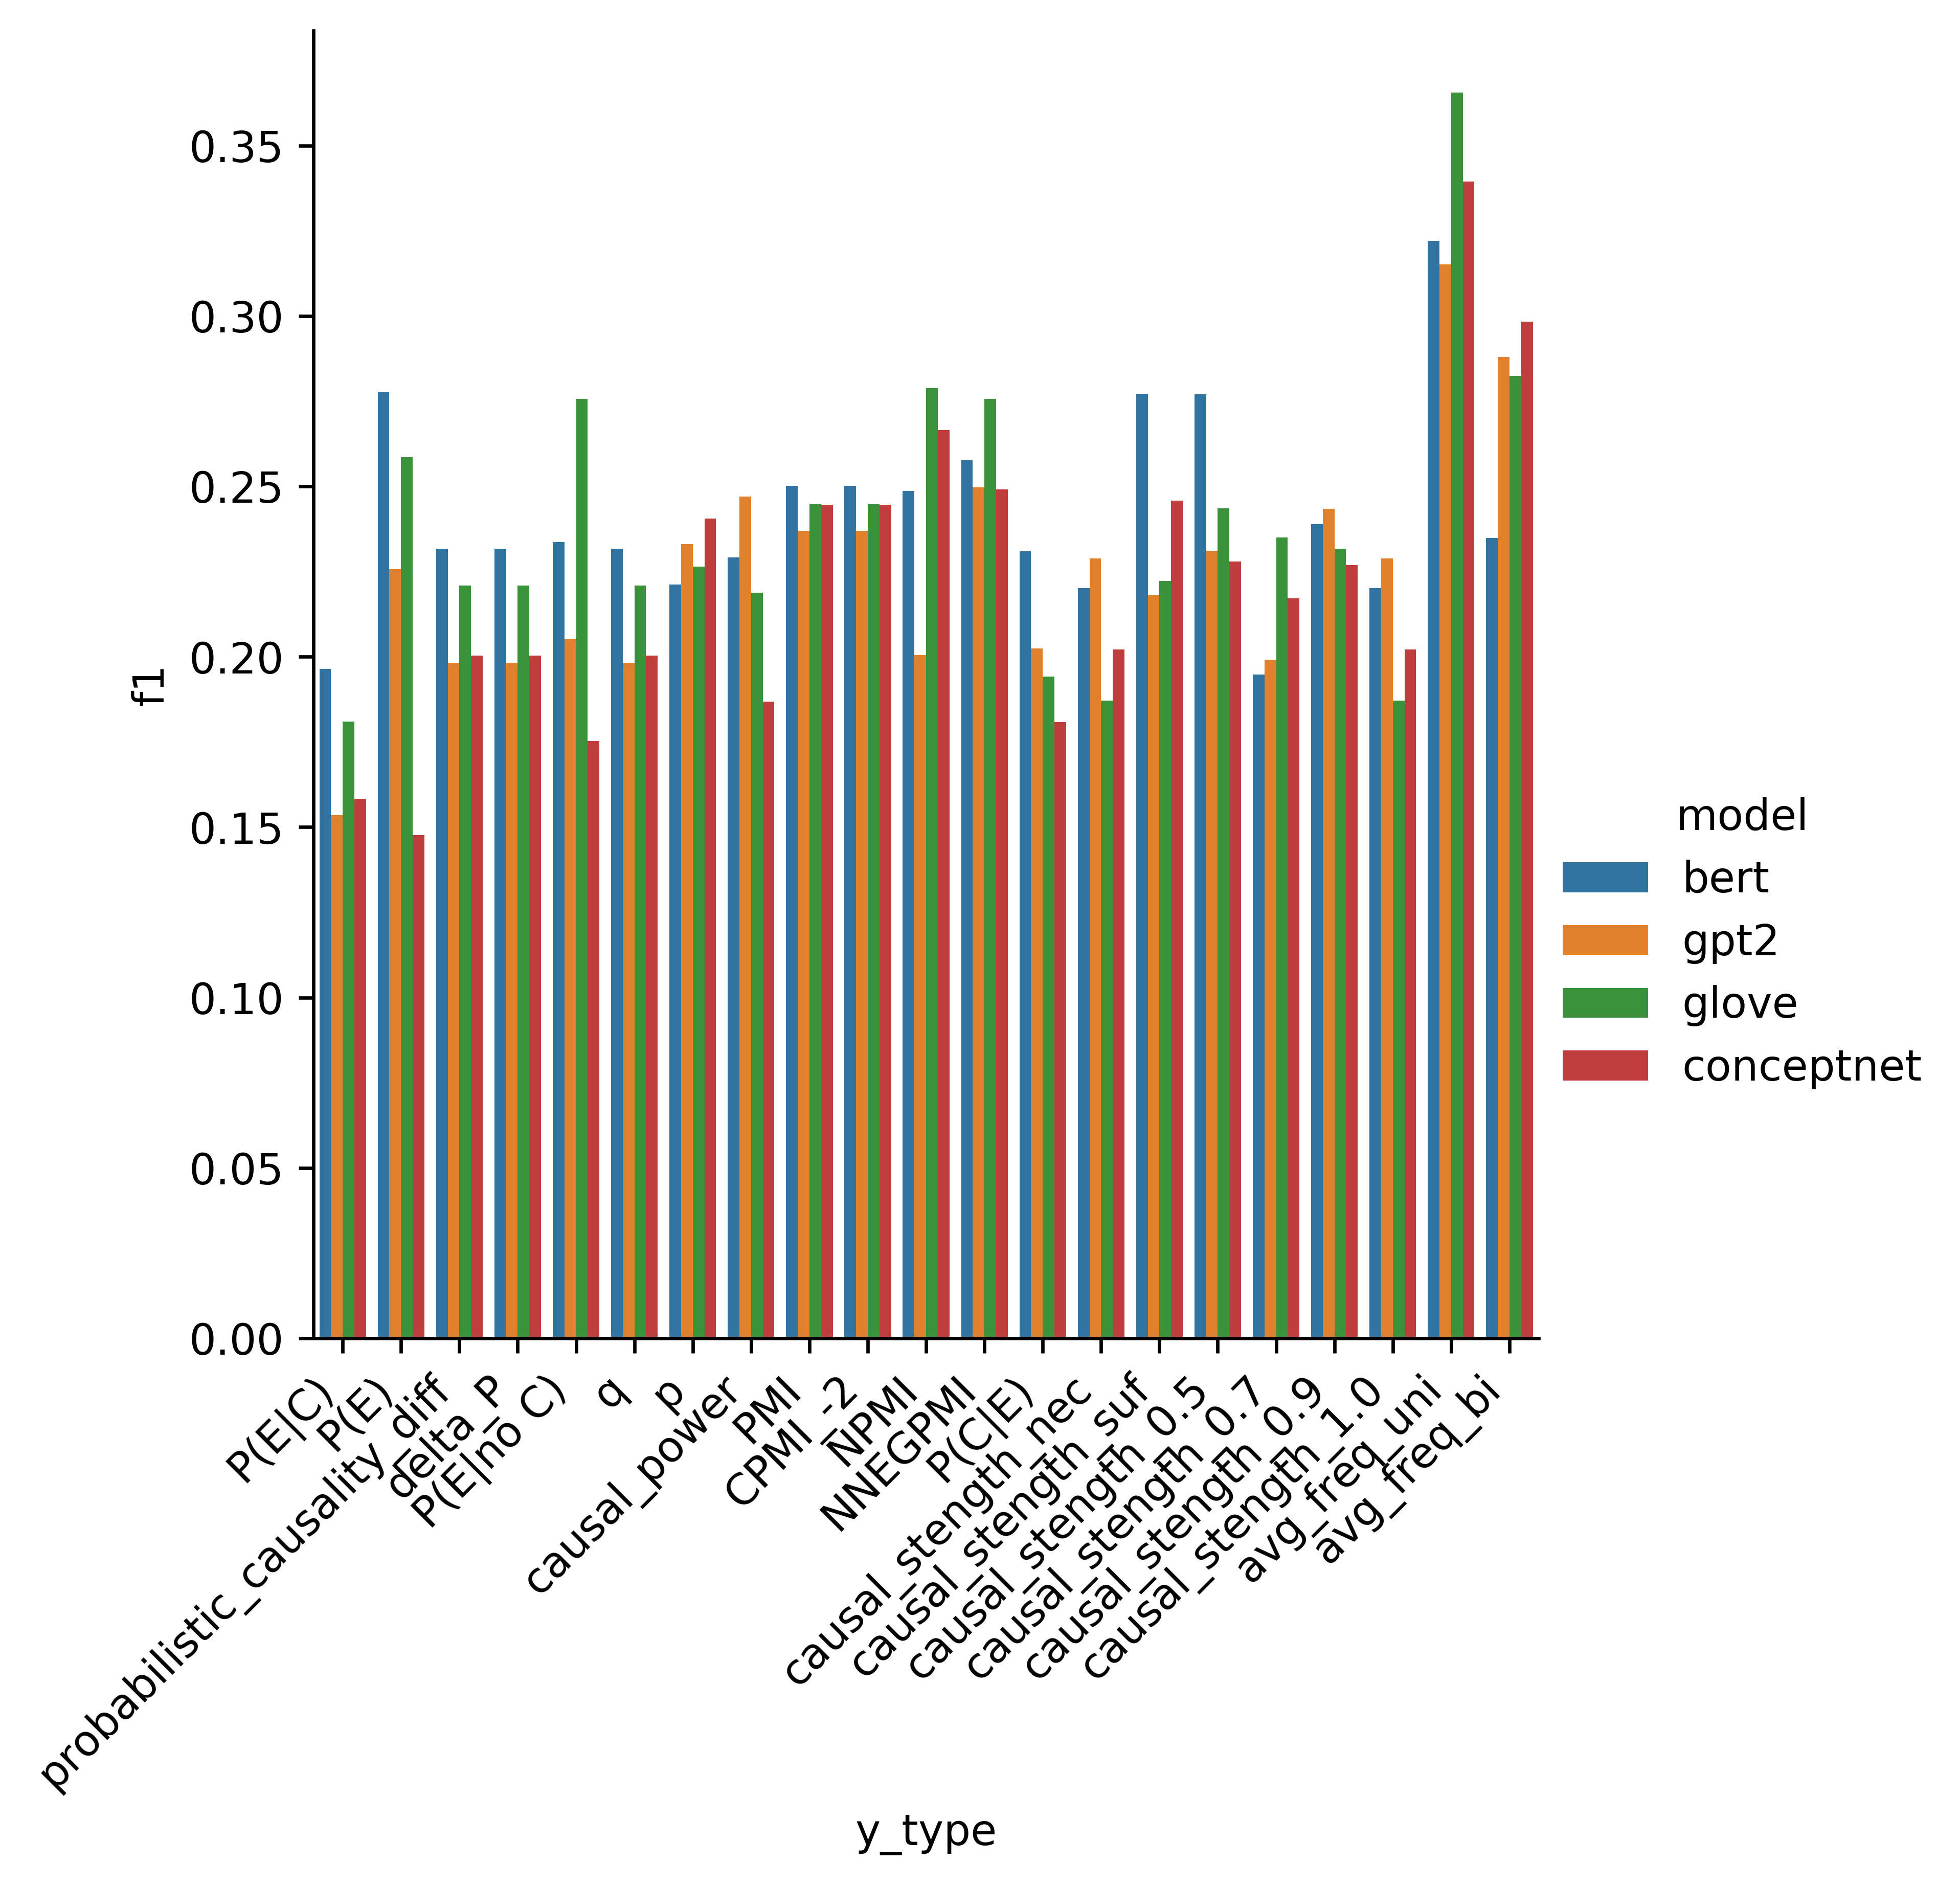 0.35
0.30
0.25
0.20
0.15
0.10
0.05
0.00
f1
P(E|C)
P(E)
probabilistic_causality_diff
delta_P
P(E|no C)
q
p
causal_power
PMI
CPMI_-2
NPMI
NNEGPMI
P(C|E)
causal_stength_nec
causal_stength_suf
causal_stength_0.5
causal_stength_0.7
causal_stength_0.9
causal_stength_1.0
avg_freq_uni
avg_freq_bi
y_type
model
bert
gpt2
glove
conceptnet